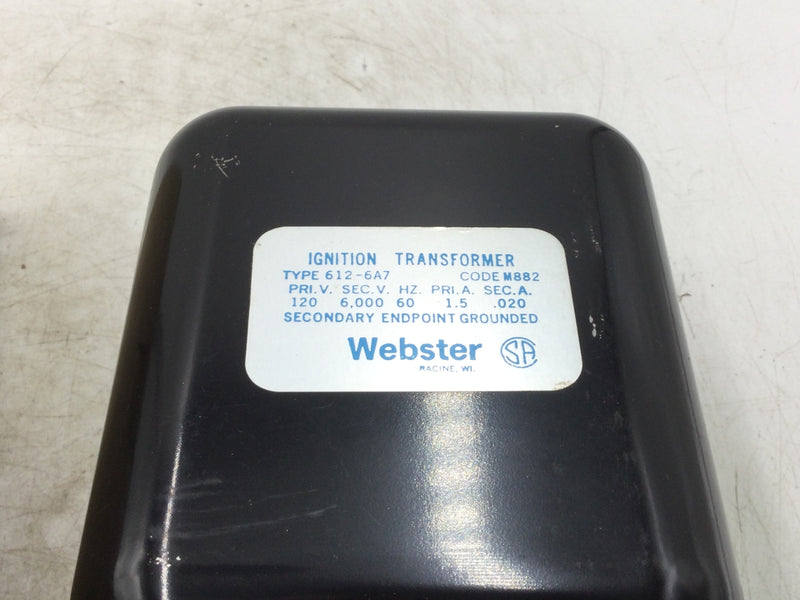 IGNITION TRANSFORMER
TYPE 612-6A7 CODE M882
PRI.V. SEC.V. HZ. PRI.A. SEC.A.
120 6,000 60 1.5 .020
SECONDARY ENDPOINT GROUNDED
Webster SA
RACINE, WI.